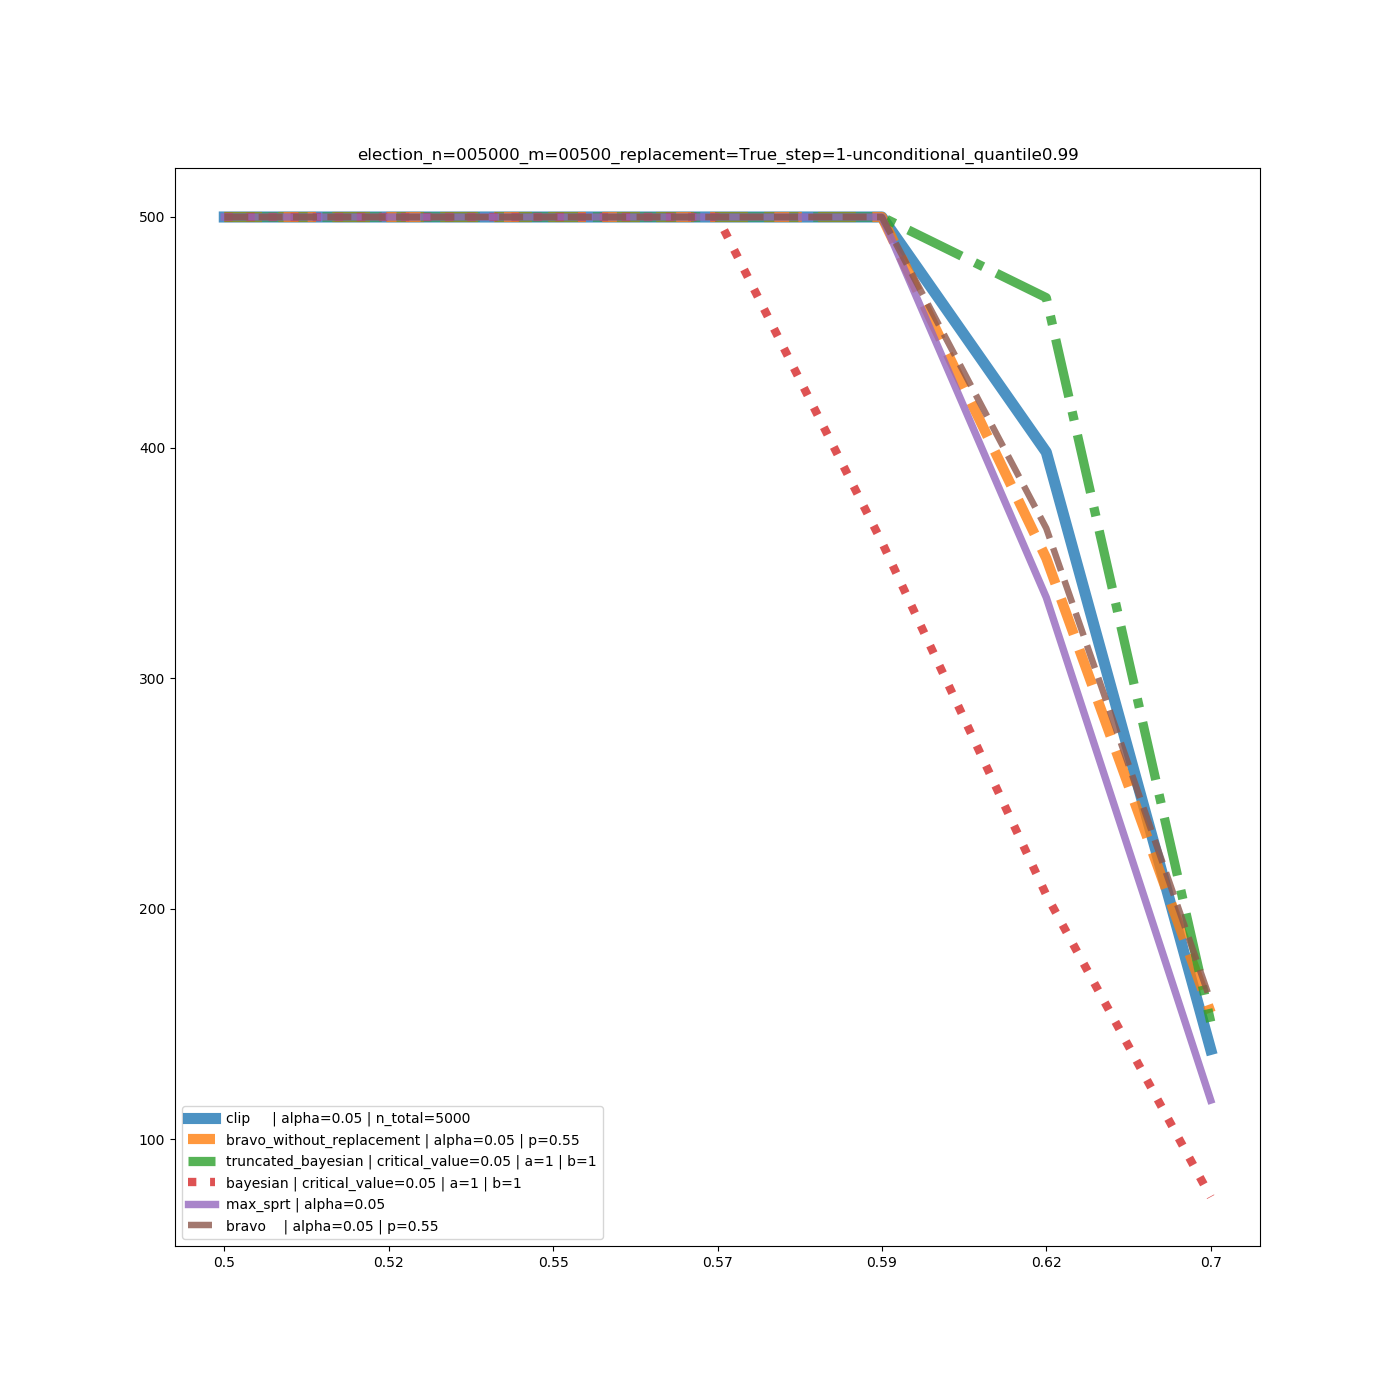 election_n=005000_m=00500_replacement=True_step=1-unconditional_quantile0.99
500
400
300
200
100
clip | alpha=0.05 | n_total=5000
bravo_without_replacement | alpha=0.05 | p=0.55
truncated_bayesian | critical_value=0.05 | a=1 | b=1
bayesian | critical_value=0.05 | a=1 | b=1
max_sprt | alpha=0.05
bravo | alpha=0.05 | p=0.55
0.5 0.52 0.55 0.57 0.59 0.62 0.7